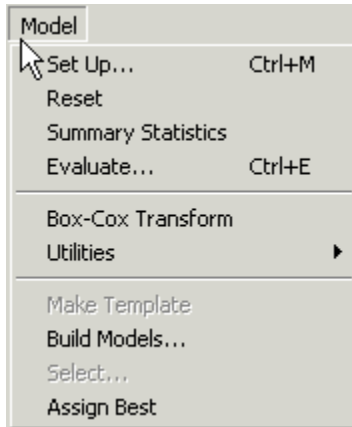 Model
Set Up... Ctrl+M
Reset
Summary Statistics
Evaluate... Ctrl+E
Box-Cox Transform
Utilities
Make Template
Build Models...
Select...
Assign Best